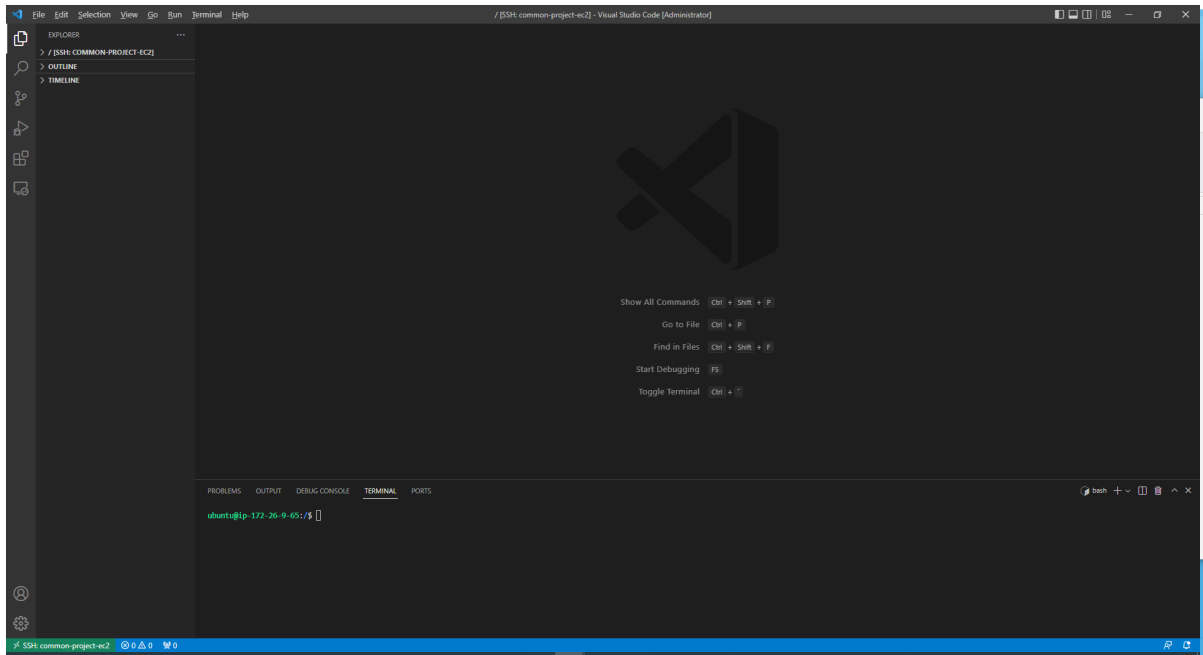 File Edit Selection View Go Run Terminal Help
/ [SSH: common-project-ec2] - Visual Studio Code [Administrator]
EXPLORER
/ [SSH: COMMON-PROJECT-EC2]
OUTLINE
TIMELINE
Show All Commands Ctrl + Shift + P
Go to File Ctrl + P
Find in Files Ctrl + Shift + F
Start Debugging F5
Toggle Terminal Ctrl + `
PROBLEMS OUTPUT DEBUG CONSOLE TERMINAL PORTS
bash
ubuntu@ip-172-26-9-65:/$
SSH: common-project-ec2 0 0 0